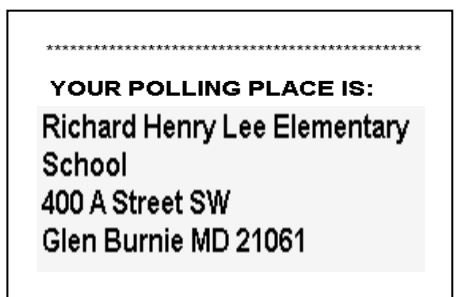 ************************************************
YOUR POLLING PLACE IS:
Richard Henry Lee Elementary
School
400 A Street SW
Glen Burnie MD 21061